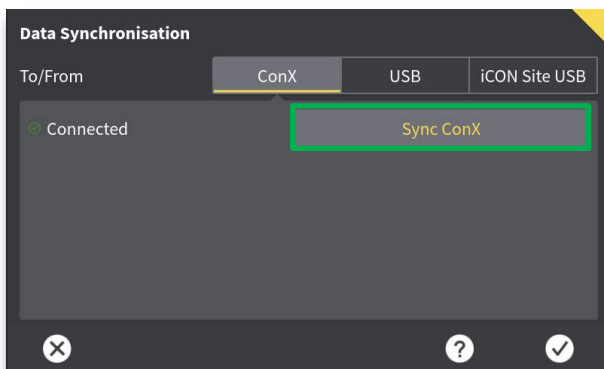 Data Synchronisation
To/From ConX USB iCON Site USB
Connected Sync ConX
?